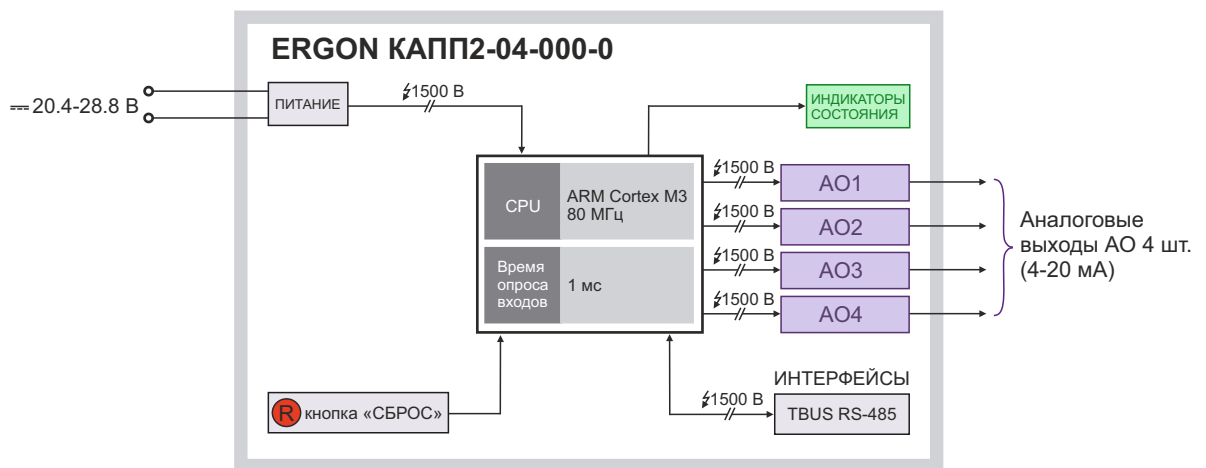 ERGON КАПП2-04-000-0
20.4-28.8 В
ПИТАНИЕ
1500 В
ИНДИКАТОРЫ
СОСТОЯНИЯ
CPU
ARM Cortex M3
80 МГц
Время
опроса
входов
1 мс
1500 В
AO1
1500 В
AO2
1500 В
AO3
1500 В
AO4
Аналоговые
выходы АО 4 шт.
(4-20 мА)
R кнопка «СБРОС»
ИНТЕРФЕЙСЫ
1500 В
TBUS RS-485